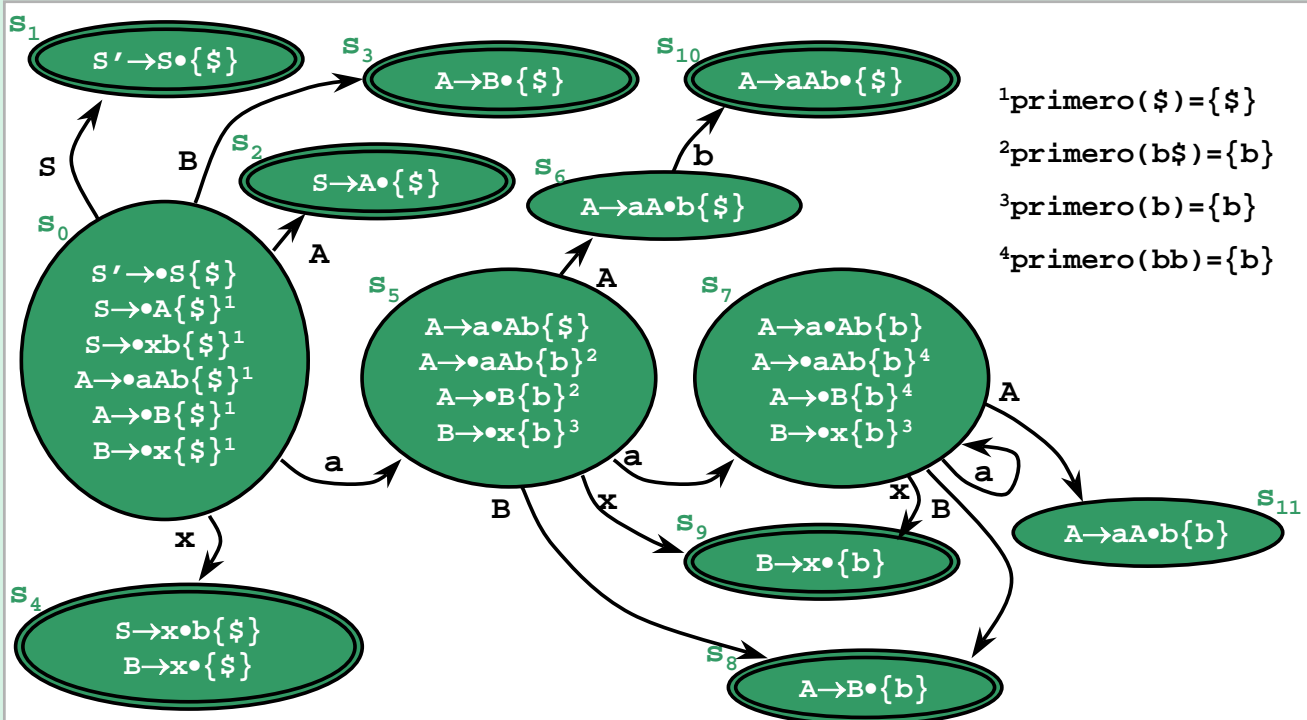 s1
S'→S•{$}
S
s0
S'→•S{$}
S→•A{$}¹
S→•xb{$}¹
A→•aAb{$}¹
A→•B{$}¹
B→•x{$}¹
B
s3
A→B•{$}
A
s2
S→A•{$}
x
s4
S→x•b{$}
B→x•{$}
a
s5
A→a•Ab{$}
A→•aAb{b}²
A→•B{b}²
B→•x{b}³
A
s6
A→aA•b{$}
b
s10
A→aAb•{$}
a
s7
A→a•Ab{b}
A→•aAb{b}⁴
A→•B{b}⁴
B→•x{b}³
a
A
s11
A→aA•b{b}
x
x
s9
B→x•{b}
B
B
s8
A→B•{b}
¹primero($)={$}
²primero(b$)={b}
³primero(b)={b}
⁴primero(bb)={b}